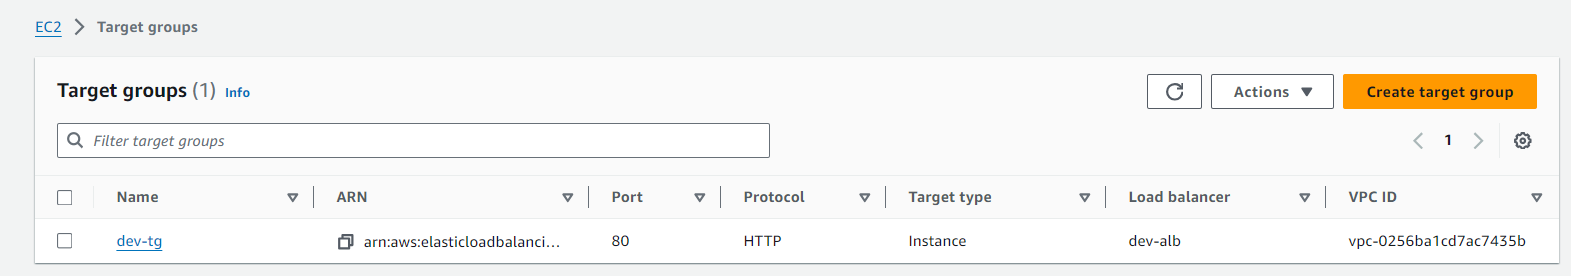 EC2 > Target groups
Target groups (1) Info
Actions
Create target group
Filter target groups
1
Name ARN Port Protocol Target type Load balancer VPC ID
dev-tg arn:aws:elasticloadbalanci... 80 HTTP Instance dev-alb vpc-0256ba1cd7ac7435b